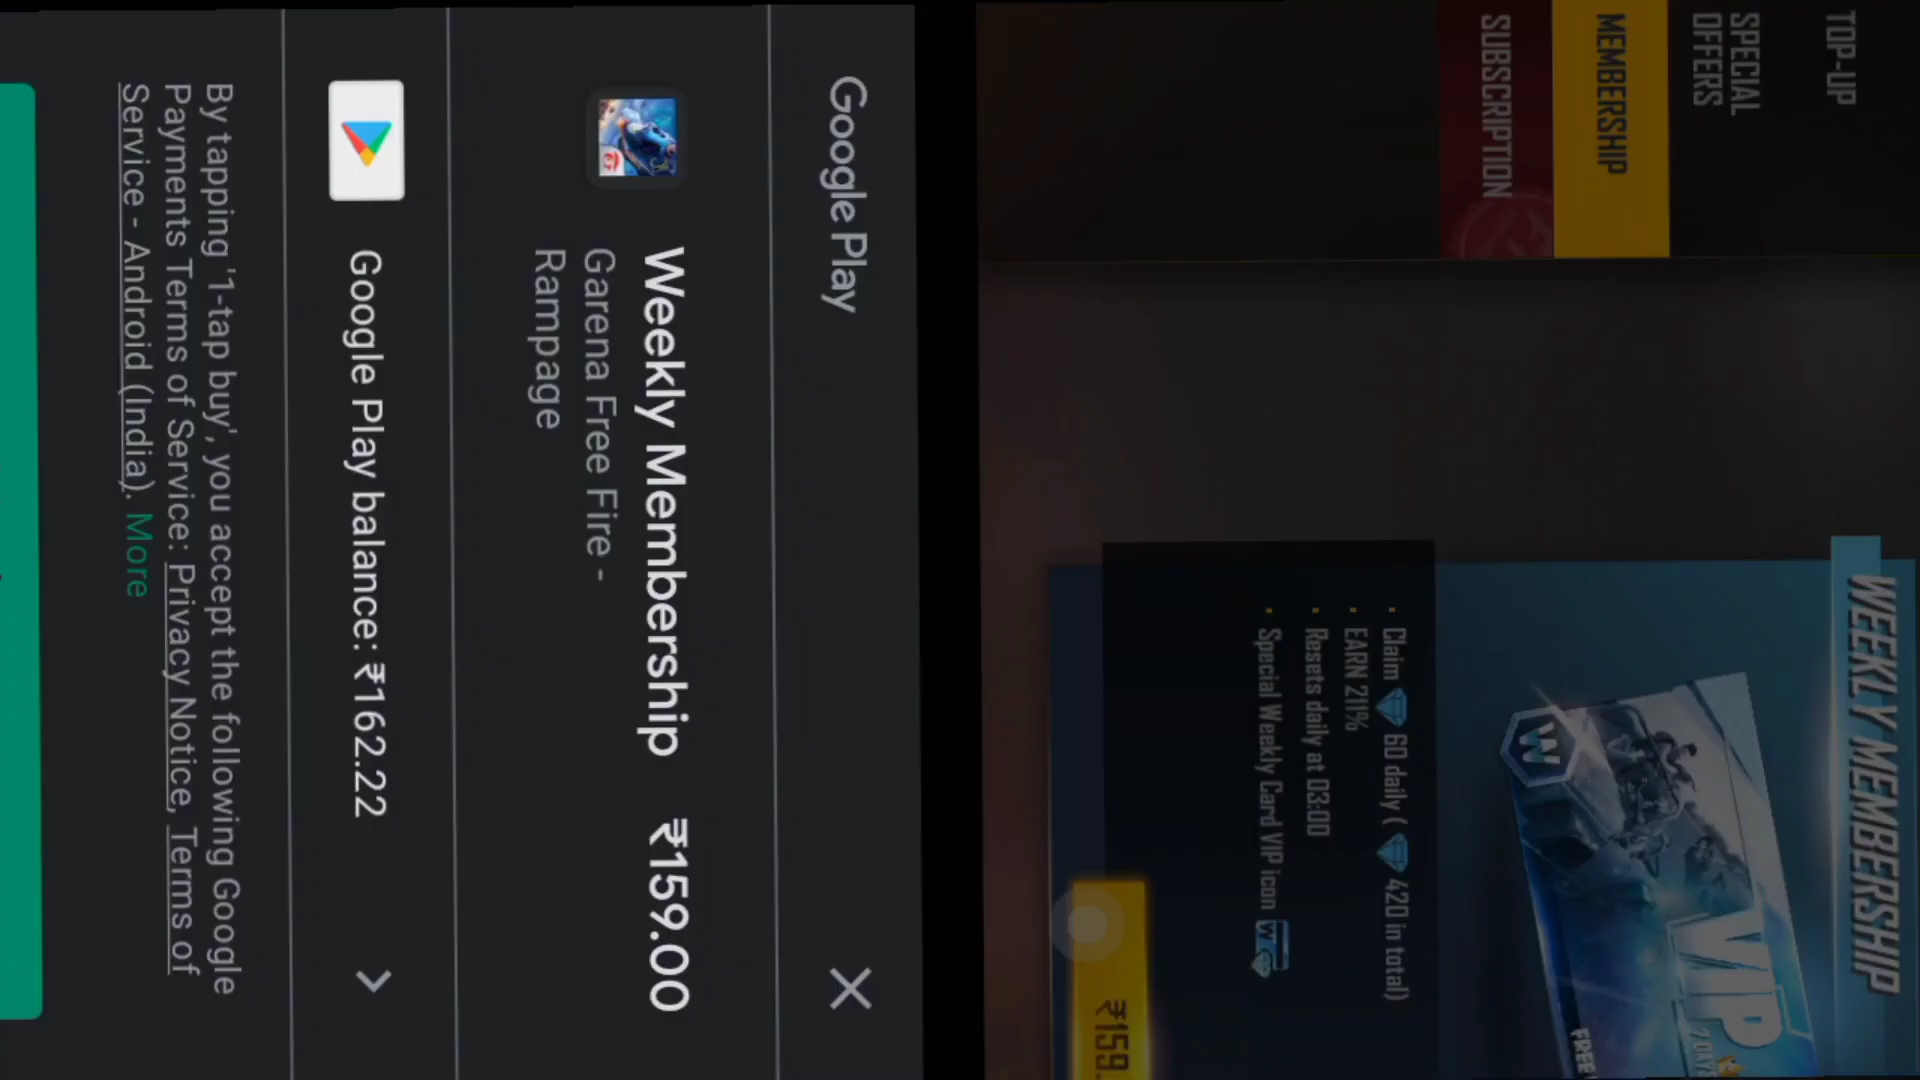 TOP-UP
SPECIAL
OFFERS
MEMBERSHIP
SUBSCRIPTION
WEEKLY MEMBERSHIP
W
VIP
7 DAYS
FREE
Claim 60 daily ( 420 in total)
EARN 211%
Resets daily at 03:00
Special Weekly Card VIP icon
₹159.
Google Play
Weekly Membership ₹159.00
Garena Free Fire -
Rampage
Google Play balance: ₹162.22
By tapping '1-tap buy', you accept the following Google
Payments Terms of Service: Privacy Notice, Terms of
Service - Android (India). More